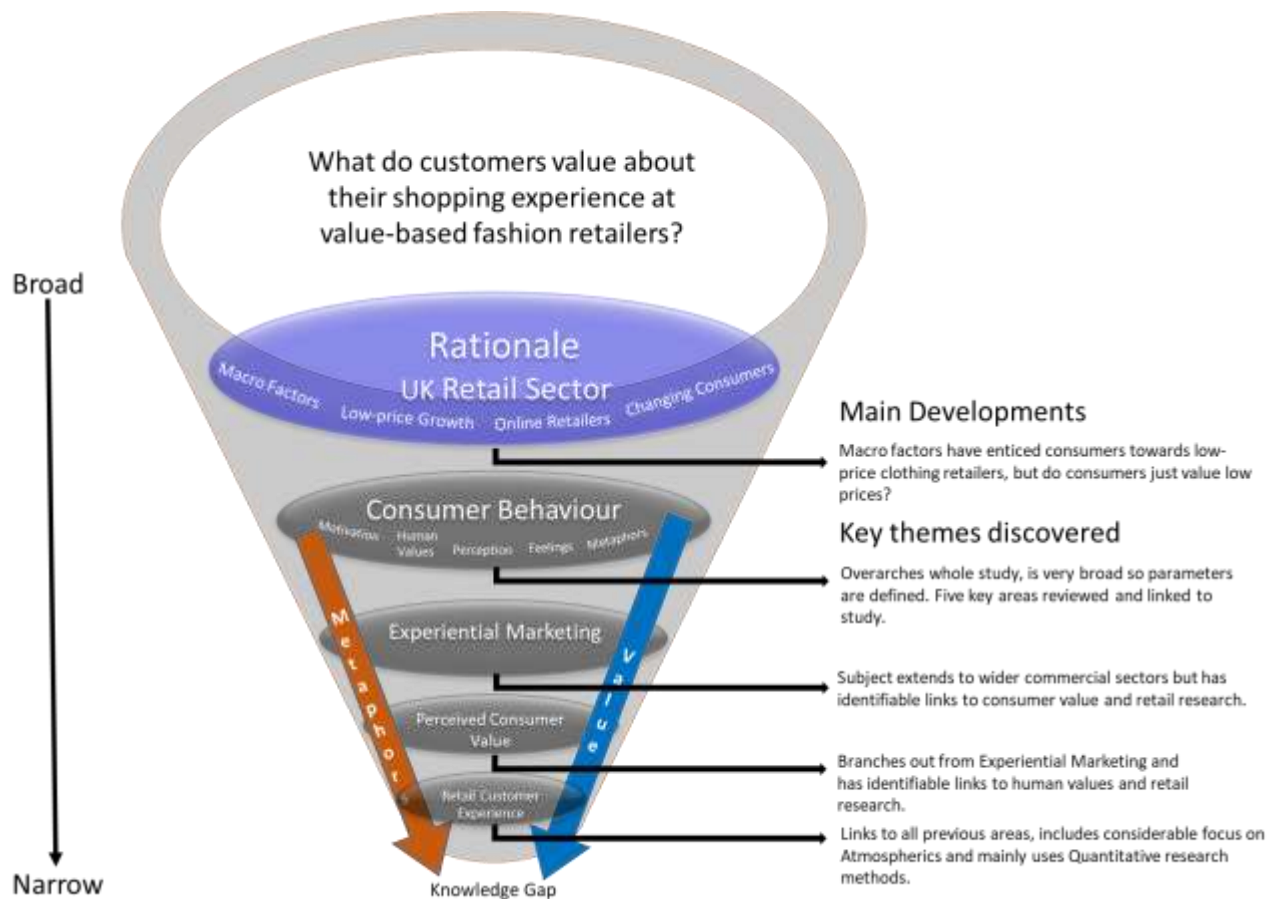 What do customers value about
their shopping experience at
value-based fashion retailers?
Broad
Rationale
UK Retail Sector
Macro Factors
Low-price Growth
Online Retailers
Changing Consumers
Main Developments
Macro factors have enticed consumers towards low-
price clothing retailers, but do consumers just value low
prices?
Consumer Behaviour
Motivation
Human
Values
Perception
Feelings
Metaphors
Key themes discovered
Overarches whole study, is very broad so parameters
are defined. Five key areas reviewed and linked to
study.
Experiential Marketing
Metaphors
Value
Subject extends to wider commercial sectors but has
identifiable links to consumer value and retail research.
Perceived Consumer
Value
Branches out from Experiential Marketing and
has identifiable links to human values and retail
research.
Retail Customer
Experience
Links to all previous areas, includes considerable focus on
Atmospherics and mainly uses Quantitative research
methods.
Narrow
Knowledge Gap